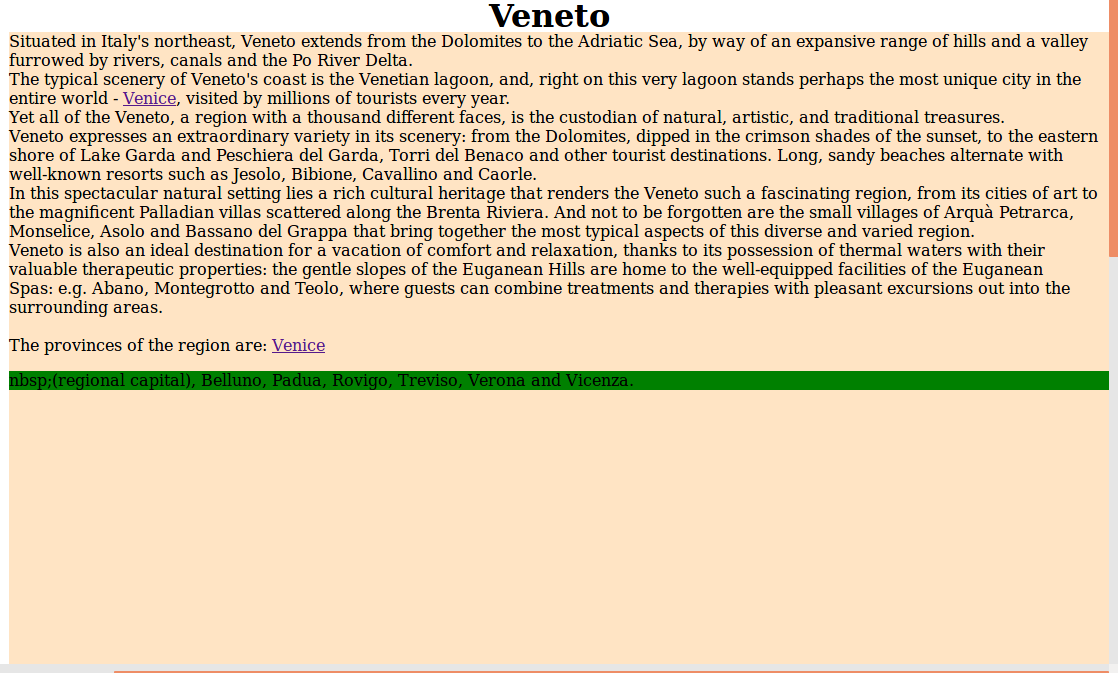 Veneto
Situated in Italy's northeast, Veneto extends from the Dolomites to the Adriatic Sea, by way of an expansive range of hills and a valley
furrowed by rivers, canals and the Po River Delta.
The typical scenery of Veneto's coast is the Venetian lagoon, and, right on this very lagoon stands perhaps the most unique city in the
entire world - Venice, visited by millions of tourists every year.
Yet all of the Veneto, a region with a thousand different faces, is the custodian of natural, artistic, and traditional treasures.
Veneto expresses an extraordinary variety in its scenery: from the Dolomites, dipped in the crimson shades of the sunset, to the eastern
shore of Lake Garda and Peschiera del Garda, Torri del Benaco and other tourist destinations. Long, sandy beaches alternate with
well-known resorts such as Jesolo, Bibione, Cavallino and Caorle.
In this spectacular natural setting lies a rich cultural heritage that renders the Veneto such a fascinating region, from its cities of art to
the magnificent Palladian villas scattered along the Brenta Riviera. And not to be forgotten are the small villages of Arquà Petrarca,
Monselice, Asolo and Bassano del Grappa that bring together the most typical aspects of this diverse and varied region.
Veneto is also an ideal destination for a vacation of comfort and relaxation, thanks to its possession of thermal waters with their
valuable therapeutic properties: the gentle slopes of the Euganean Hills are home to the well-equipped facilities of the Euganean
Spas: e.g. Abano, Montegrotto and Teolo, where guests can combine treatments and therapies with pleasant excursions out into the
surrounding areas.
The provinces of the region are: Venice
nbsp;(regional capital), Belluno, Padua, Rovigo, Treviso, Verona and Vicenza.